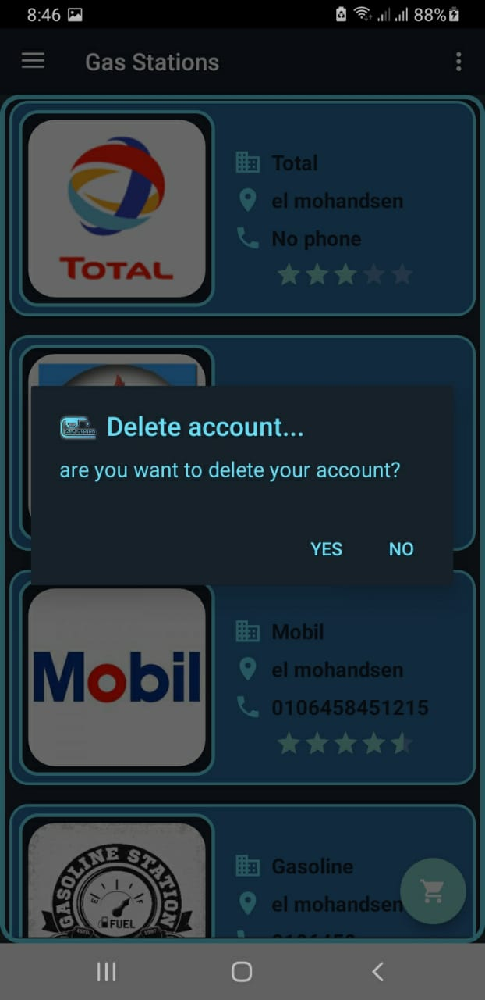 8:46 88%
Gas Stations
Total
el mohandsen
No phone
TOTAL
Delete account...
are you want to delete your account?
YES NO
Mobil
Mobil
el mohandsen
0106458451215
GASOLINE STATION
E F
FUEL
Gasoline
el mohandsen